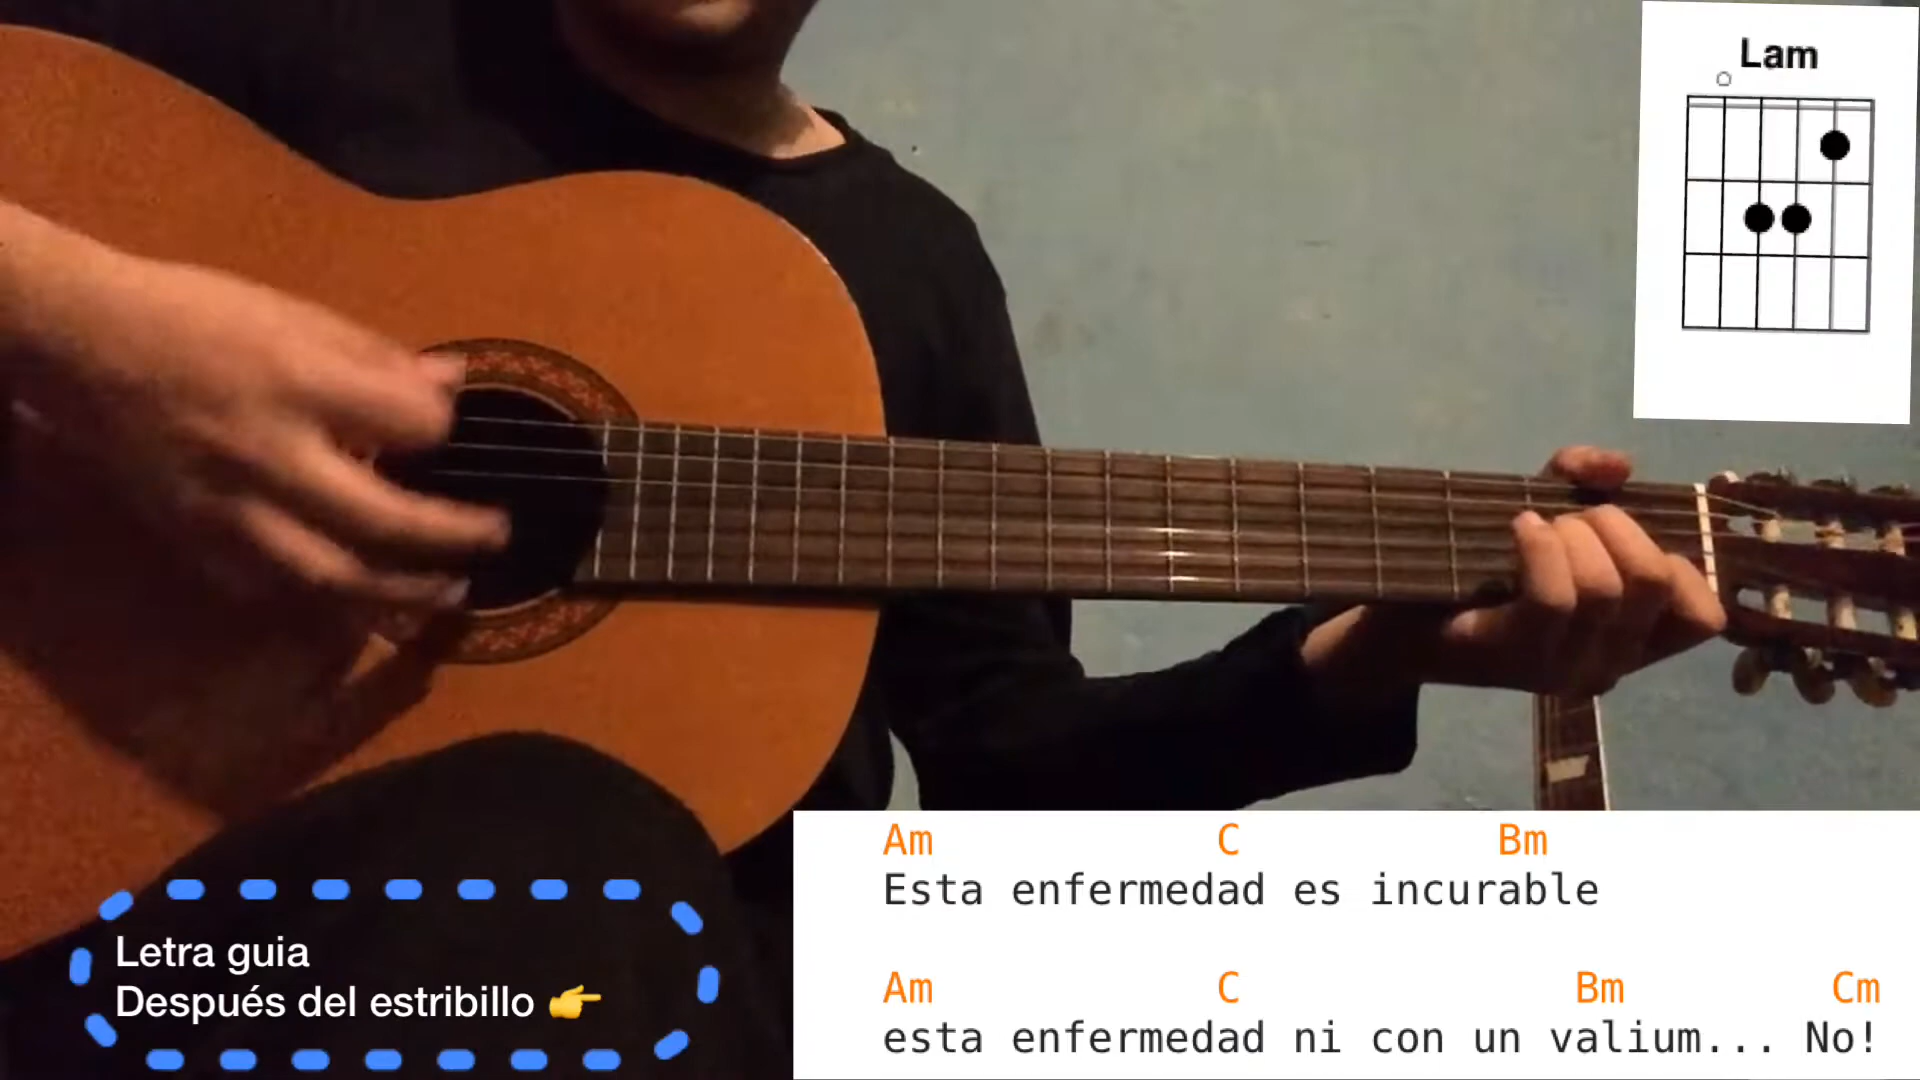 Lam
Am C Bm
Esta enfermedad es incurable
Am C Bm Cm
esta enfermedad ni con un valium... No!
Letra guia
Después del estribillo 👉